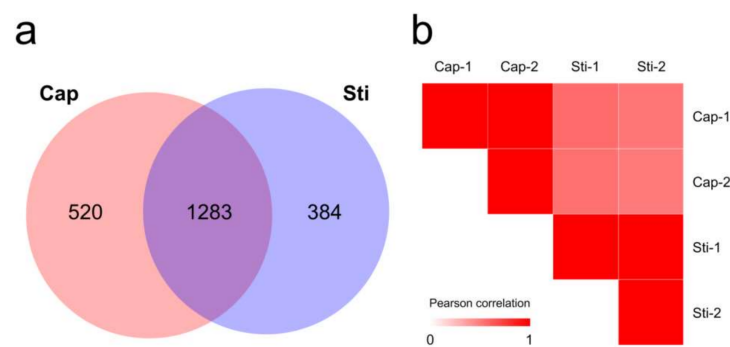 a
Cap
Sti
520
1283
384
b
Cap-1 Cap-2 Sti-1 Sti-2
Cap-1
Cap-2
Sti-1
Sti-2
Pearson correlation
0 1